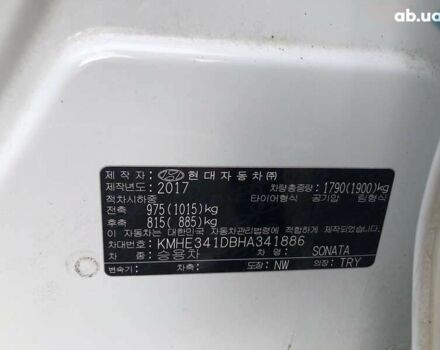 ab.ua
제작자: 현대자동차㈜
제작년도: 2017 차량총중량: 1790(1900)kg
적차시하중 타이어형식 공기압 림형식
전축 975(1015)kg
후축 815( 885)kg
이 자동차는 대한민국 자동차관리법령에 적합하게 제작되었음
차대번호: KMHE341DBHA341886
차 종: 승용차 차 명: SONATA
변속기: 차축: 도장: NW 내장: TRY